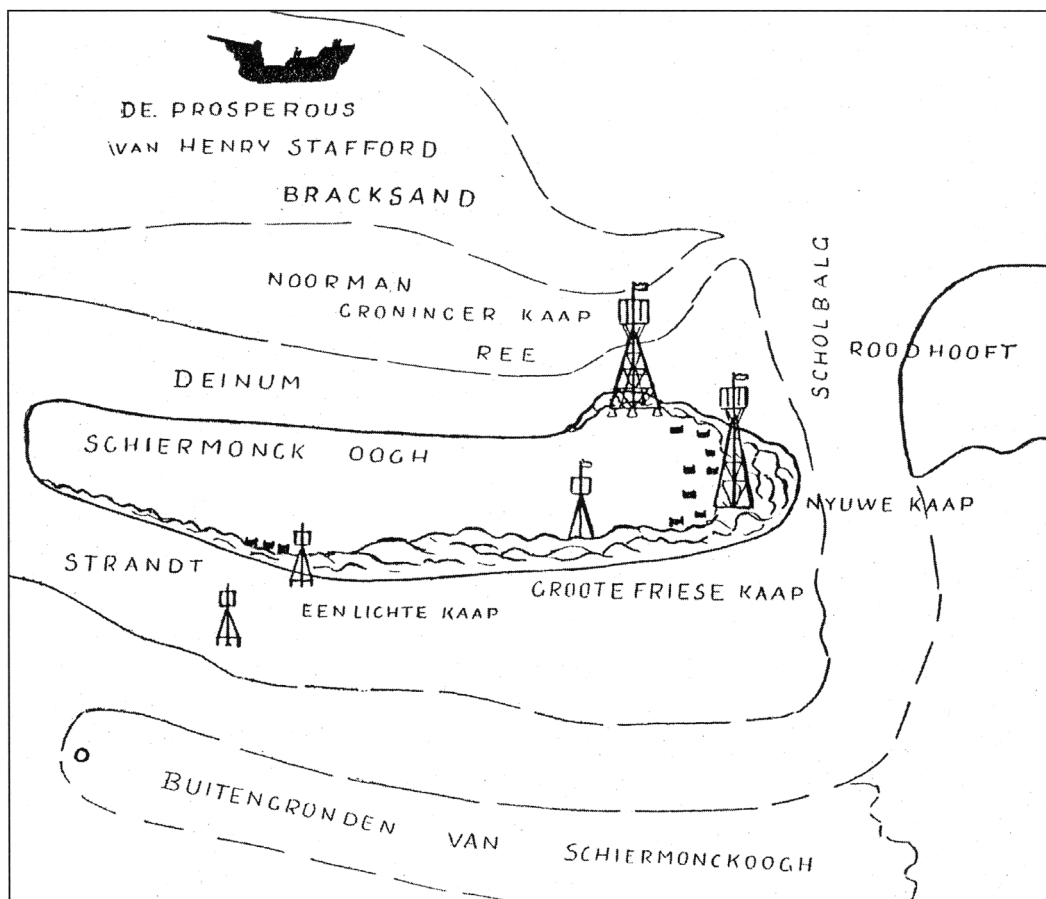 DE PROSPEROUS
VAN HENRY STAFFORD
BRACKSAND
NOORMAN
GRONINGER KAAP
REE
SCHOLBALG
ROODHOOFT
DEINUM
SCHIERMONCK OOGH
NYUWE KAAP
STRANDT
GROOTE FRIESE KAAP
EEN LICHTE KAAP
BUITENGRONDEN VAN SCHIERMONCKOOGH